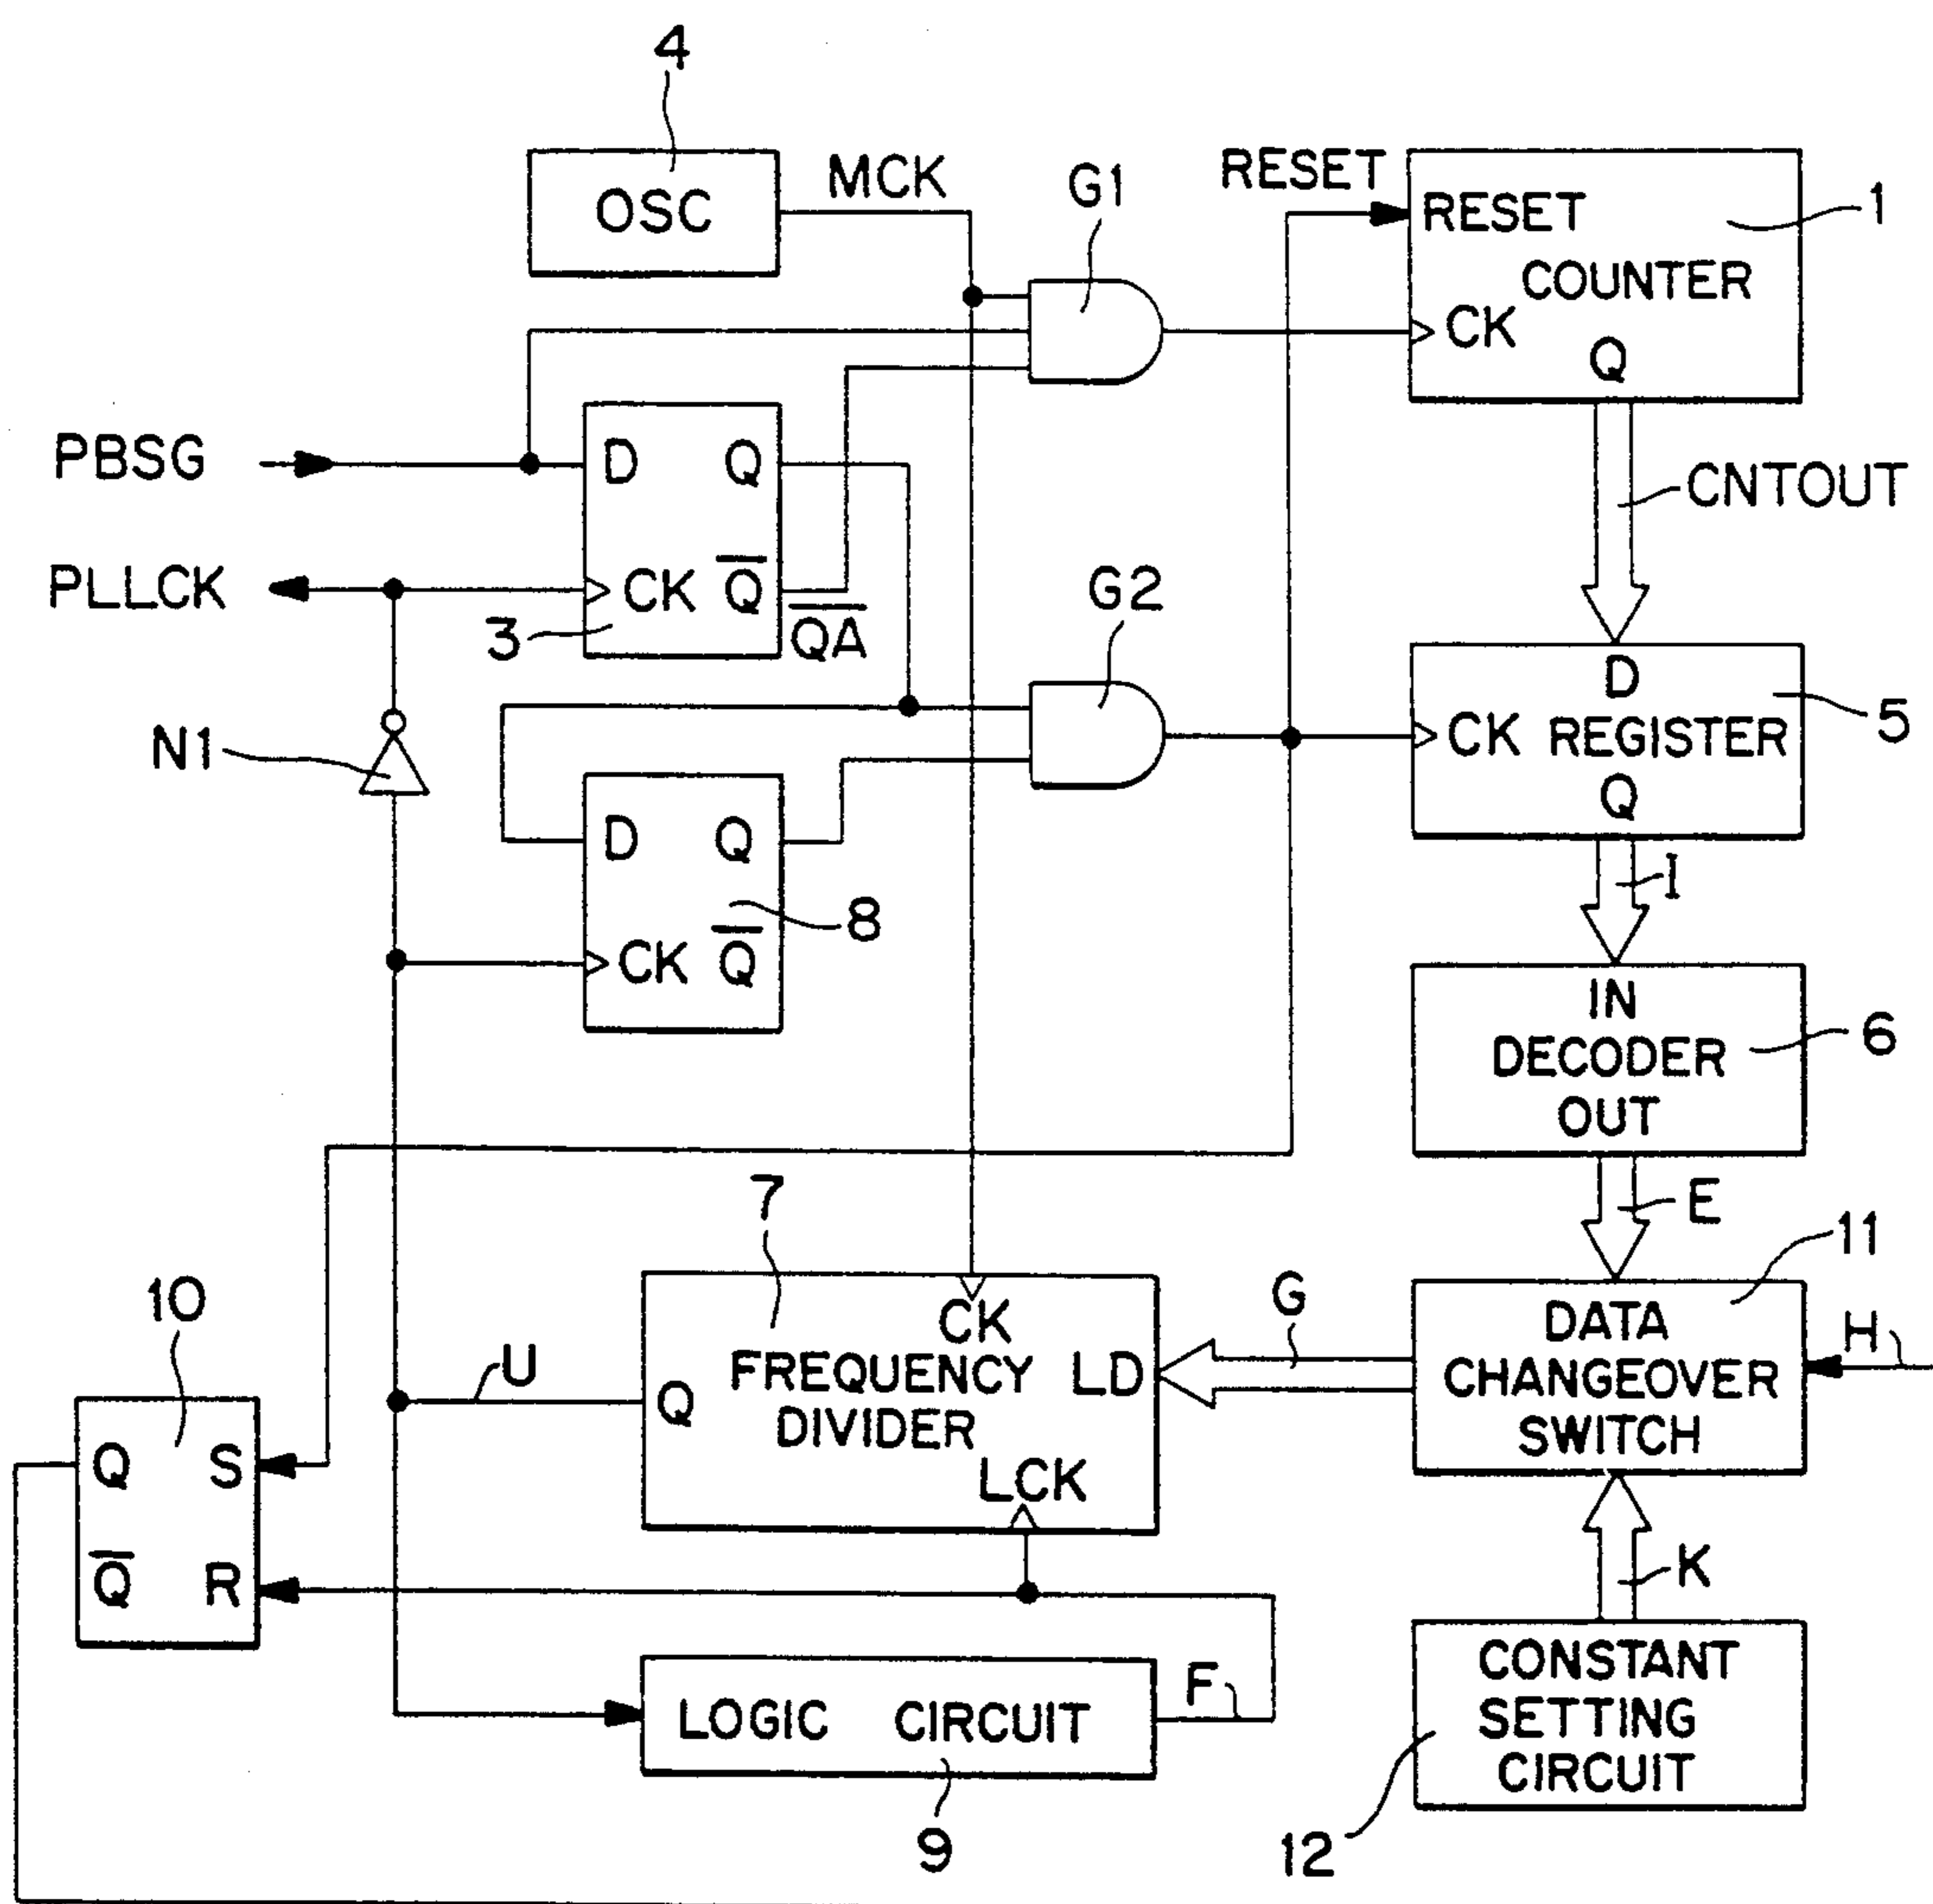 4
OSC
MCK
G1
RESET
RESET
COUNTER
CK
Q
1
PBSG
D Q
CNTOUT
PLLCK
CK Q̅
3
Q̅A̅
G2
D
CK REGISTER
Q
5
N1
D Q
I
8
CK Q̅
IN
DECODER
OUT
6
E
7
11
10
CK
FREQUENCY
DIVIDER
Q
LD
LCK
U
G
DATA
CHANGEOVER
SWITCH
H
Q S
Q̅ R
K
LOGIC CIRCUIT
F
9
CONSTANT
SETTING
CIRCUIT
12